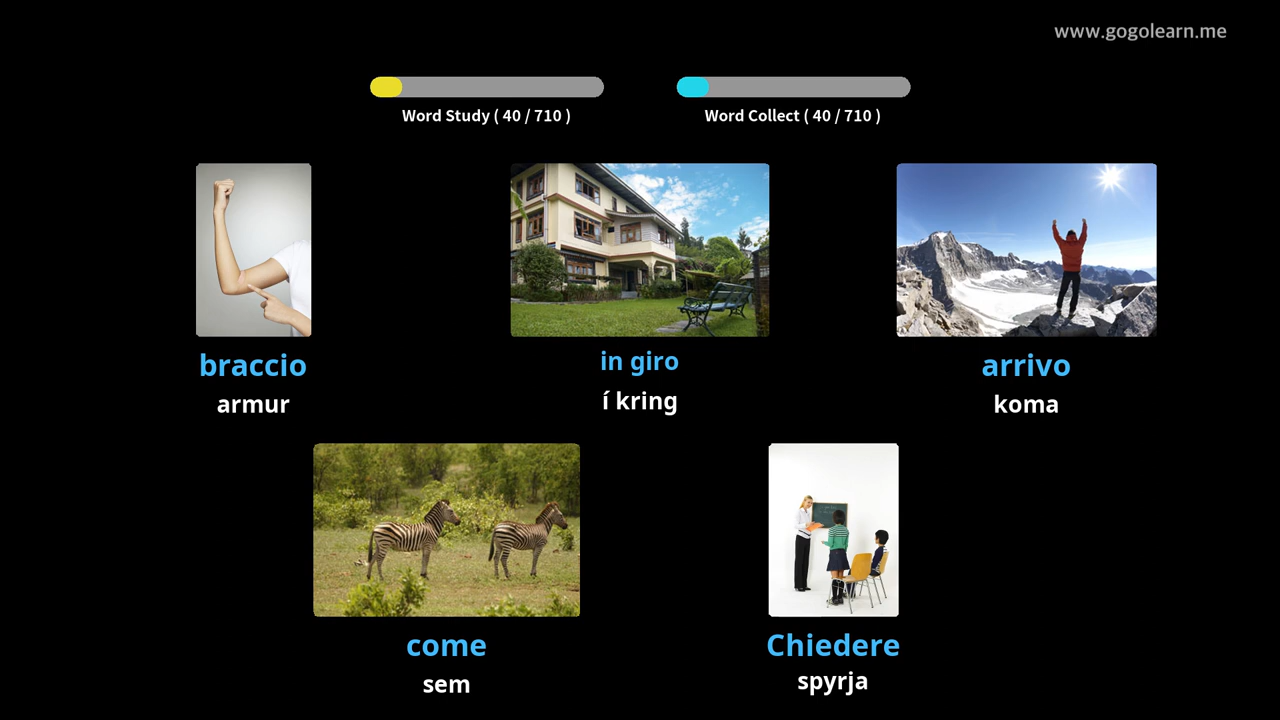 www.gogolearn.me
Word Study ( 40 / 710 )
Word Collect ( 40 / 710 )
braccio
armur
in giro
í kring
arrivo
koma
come
sem
Chiedere
spyrja